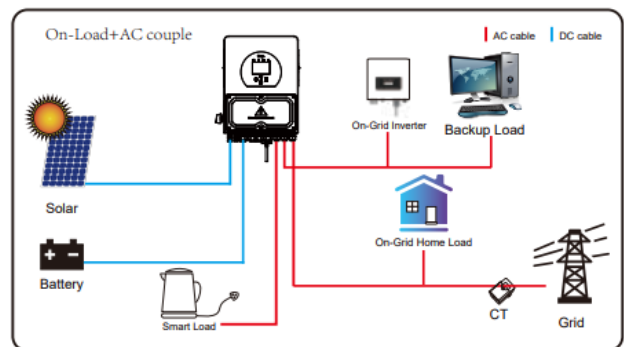 On-Load+AC couple
AC cable
DC cable
On-Grid Inverter
Backup Load
Solar
On-Grid Home Load
Battery
Smart Load
CT
Grid